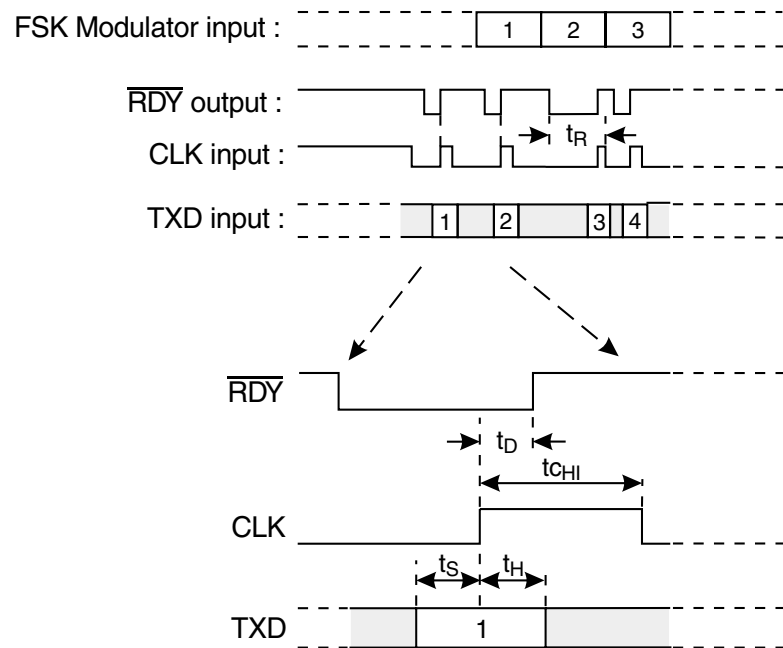 FSK Modulator input : 1 2 3
RDY output :
tR
CLK input :
TXD input : 1 2 3 4
RDY
tD
tcHI
CLK
tS tH
TXD 1